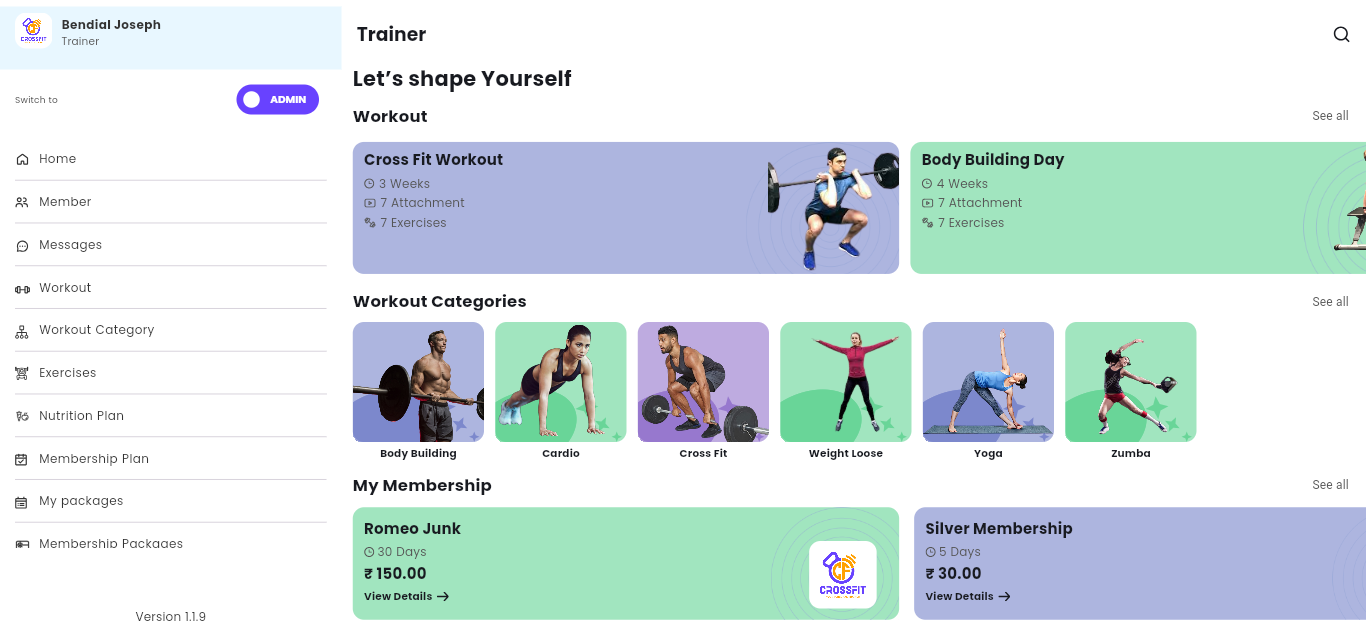 Bendial Joseph
Trainer
Switch to
ADMIN
Home
Member
Messages
Workout
Workout Category
Exercises
Nutrition Plan
Membership Plan
My packages
Membership Packages
Version 1.1.9
Trainer
Let’s shape Yourself
Workout
See all
Cross Fit Workout
3 Weeks
7 Attachment
7 Exercises
Body Building Day
4 Weeks
7 Attachment
7 Exercises
Workout Categories
See all
Body Building
Cardio
Cross Fit
Weight Loose
Yoga
Zumba
My Membership
See all
Romeo Junk
30 Days
₹ 150.00
View Details
CROSSFIT
Silver Membership
5 Days
₹ 30.00
View Details